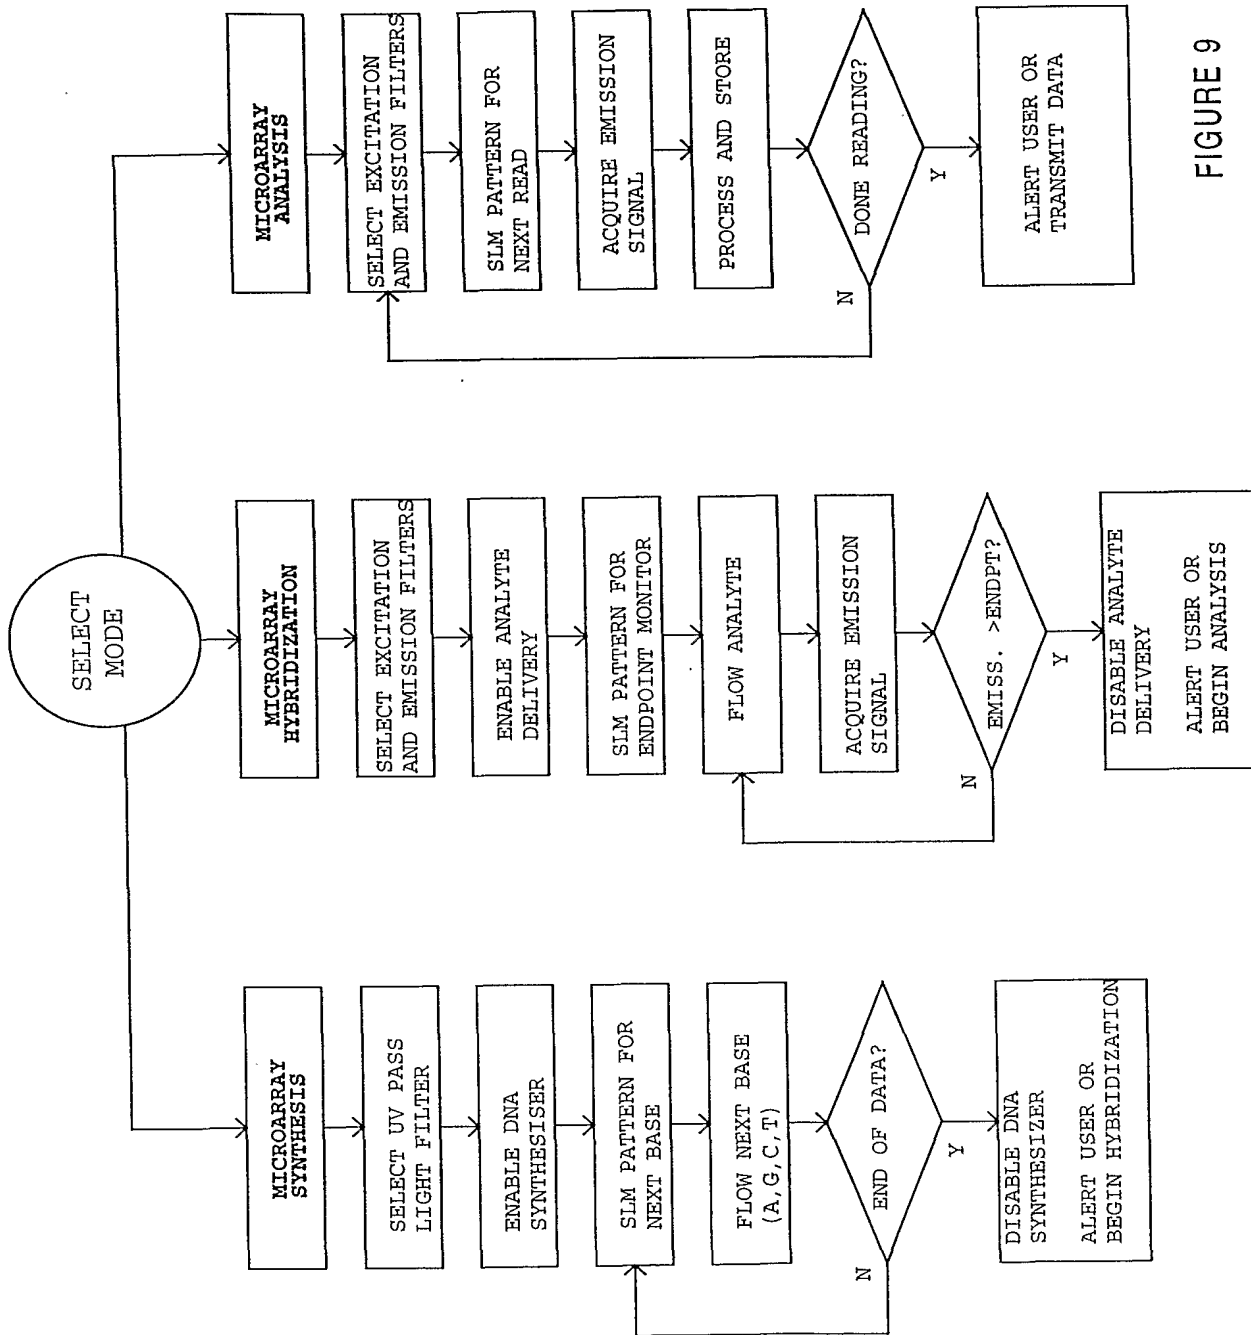 SELECT
MODE
MICROARRAY
SYNTHESIS
SELECT UV PASS
LIGHT FILTER
ENABLE DNA
SYNTHESISER
SLM PATTERN FOR
NEXT BASE
FLOW NEXT BASE
(A,G,C,T)
END OF DATA?
N
Y
DISABLE DNA
SYNTHESIZER
ALERT USER OR
BEGIN HYBRIDIZATION
MICROARRAY
HYBRIDIZATION
SELECT EXCITATION
AND EMISSION FILTERS
ENABLE ANALYTE
DELIVERY
SLM PATTERN FOR
ENDPOINT MONITOR
FLOW ANALYTE
ACQUIRE EMISSION
SIGNAL
EMISS. >ENDPT?
N
Y
DISABLE ANALYTE
DELIVERY
ALERT USER OR
BEGIN ANALYSIS
MICROARRAY
ANALYSIS
SELECT EXCITATION
AND EMISSION FILTERS
SLM PATTERN FOR
NEXT READ
ACQUIRE EMISSION
SIGNAL
PROCESS AND STORE
DONE READING?
N
Y
ALERT USER OR
TRANSMIT DATA
FIGURE 9